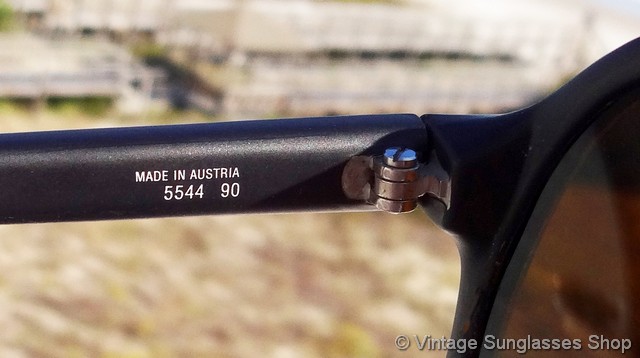 MADE IN AUSTRIA
5544 90
© Vintage Sunglasses Shop